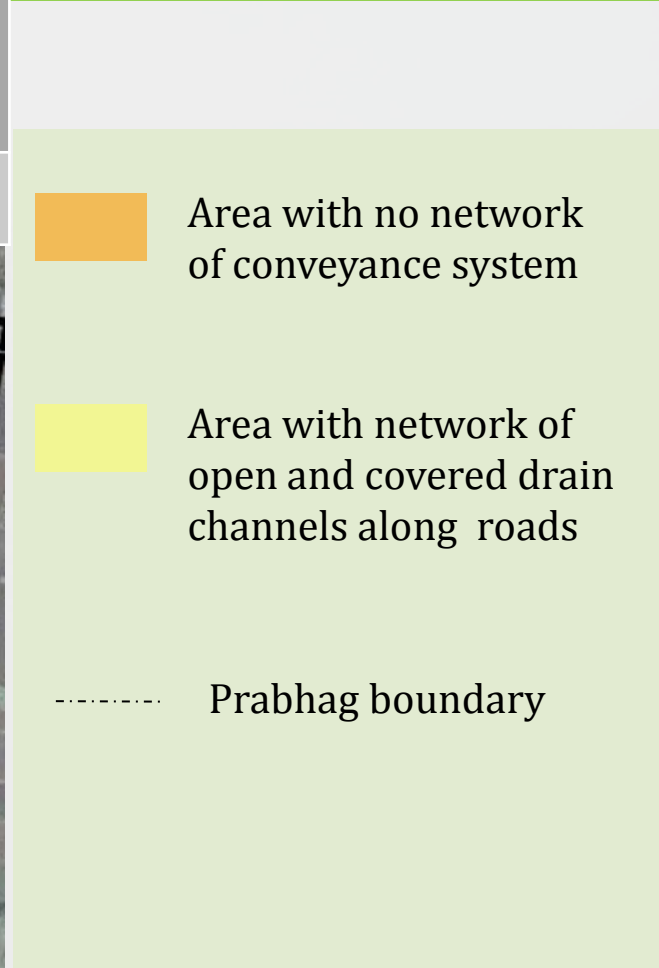 Area with no network
of conveyance system
Area with network of
open and covered drain
channels along  roads
Prabhag boundary